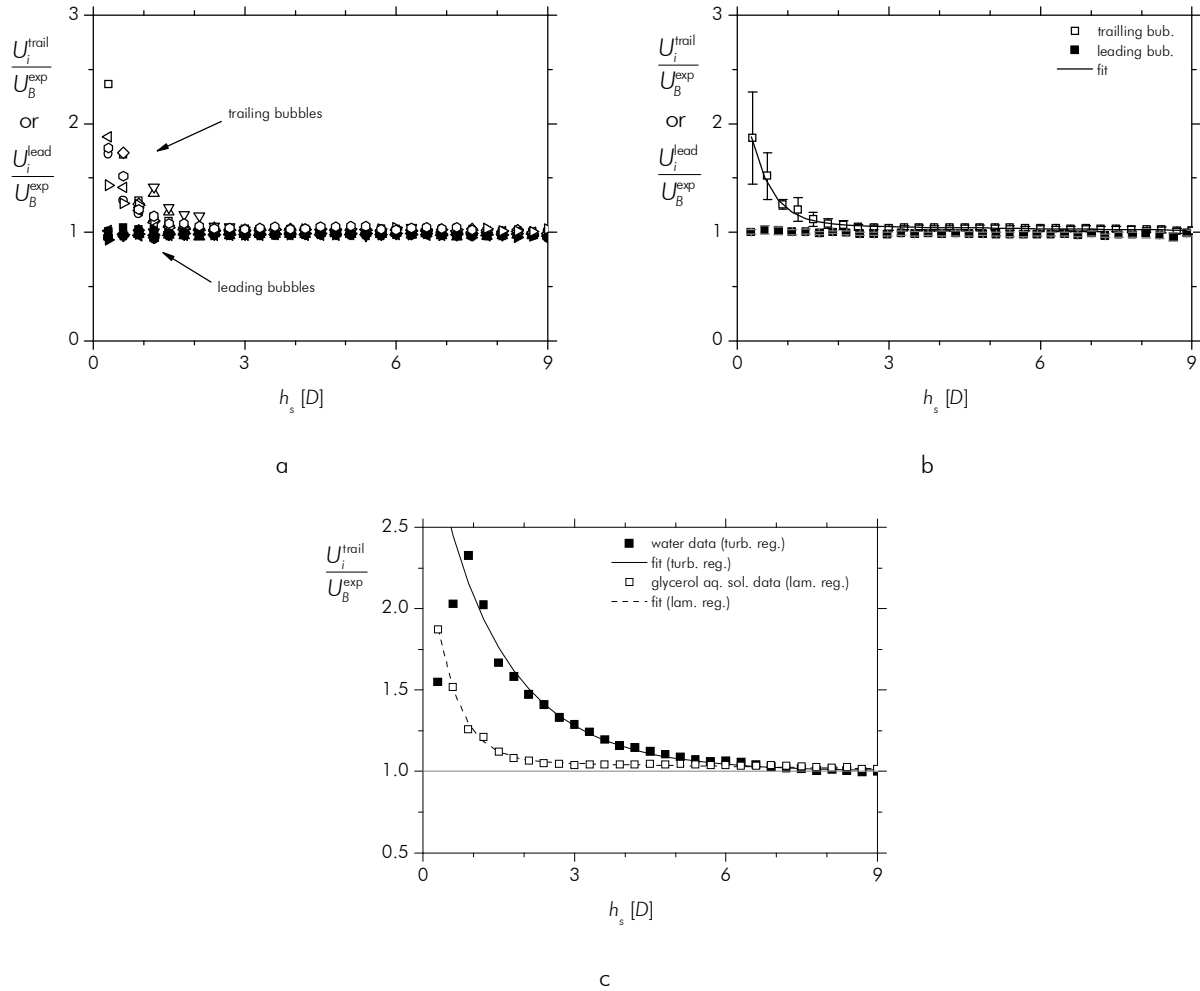 3
2
1
0
0 3 6 9
U_i^trail
U_B^exp
or
U_i^lead
U_B^exp
trailing bubbles
leading bubbles
h_s [D]
a
3
2
1
0
0 3 6 9
U_i^trail
U_B^exp
or
U_i^lead
U_B^exp
trailling bub.
leading bub.
fit
h_s [D]
b
2.5
2.0
1.5
1.0
0.5
0 3 6 9
U_i^trail
U_B^exp
water data (turb. reg.)
fit (turb. reg.)
glycerol aq. sol. data (lam. reg.)
fit (lam. reg.)
h_s [D]
c